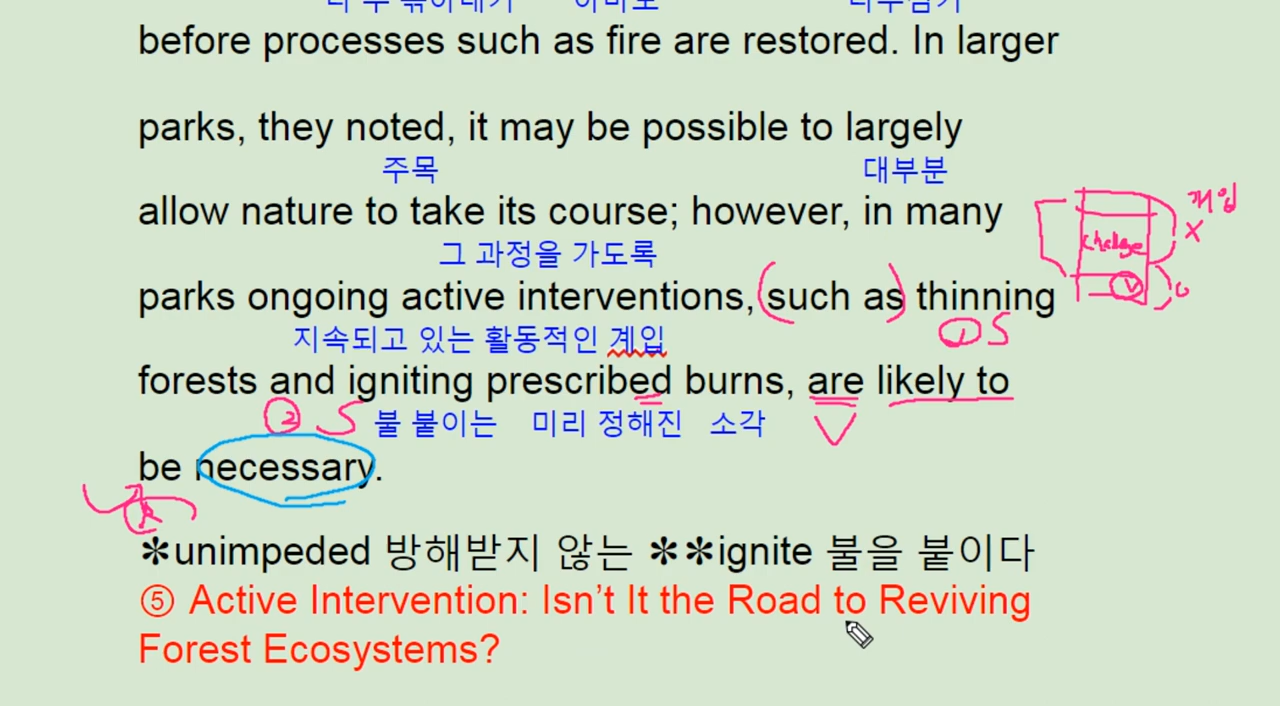 before processes such as fire are restored. In larger
parks, they noted, it may be possible to largely
주목 대부분
allow nature to take its course; however, in many
그 과정을 가도록
개입
X
change
parks ongoing active interventions, (such as) thinning
① S
지속되고 있는 활동적인 계입
forests and igniting prescribed burns, are likely to
② S 불 붙이는 미리 정해진 소각 V
be necessary.
✻unimpeded 방해받지 않는 ✻✻ignite 불을 붙이다
⑤ Active Intervention: Isn’t It the Road to Reviving
Forest Ecosystems?